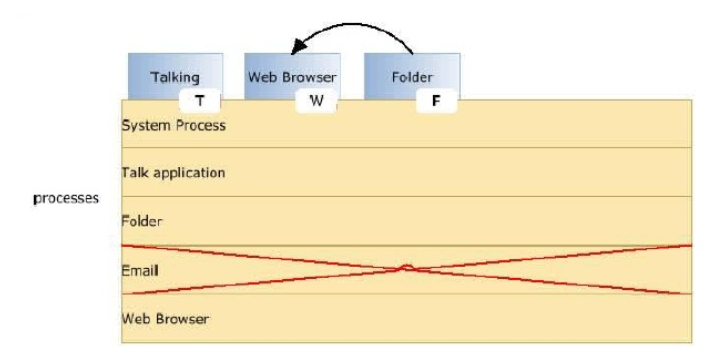 Talking
Web Browser
Folder
T
W
F
System Process
Talk application
processes
Folder
Email
Web Browser